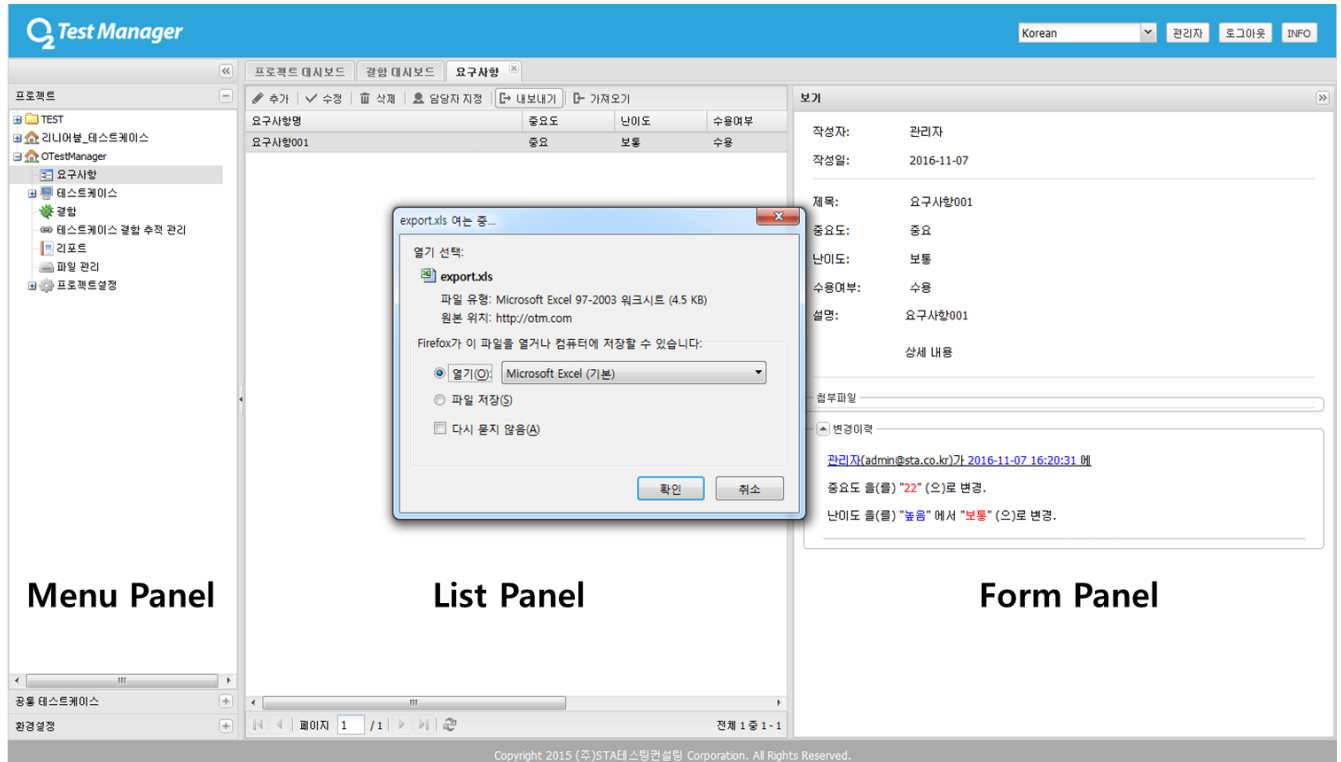 O2 Test Manager
Korean 관리자 로그아웃 INFO
프로젝트 대시보드 결함 대시보드 요구사항
프로젝트
TEST
리니어블_테스트케이스
OTestManager
요구사항
테스트케이스
결함
테스트케이스 결함 추적 관리
리포트
파일 관리
프로젝트설정
Menu Panel
공통 테스트케이스
환경설정
추가 수정 삭제 담당자 지정 내보내기 가져오기
요구사항명 중요도 난이도 수용여부
요구사항001 중요 보통 수용
export.xls 여는 중...
열기 선택:
export.xls
파일 유형: Microsoft Excel 97-2003 워크시트 (4.5 KB)
원본 위치: http://otm.com
Firefox가 이 파일을 열거나 컴퓨터에 저장할 수 있습니다:
열기(O): Microsoft Excel (기본)
파일 저장(S)
다시 묻지 않음(A)
확인 취소
List Panel
페이지 1 / 1 전체 1 중 1 - 1
보기
작성자: 관리자
작성일: 2016-11-07
제목: 요구사항001
중요도: 중요
난이도: 보통
수용여부: 수용
설명: 요구사항001
상세 내용
첨부파일
변경이력
관리자(admin@sta.co.kr)가 2016-11-07 16:20:31 에
중요도 을(를) "22" (으)로 변경.
난이도 을(를) "높음" 에서 "보통" (으)로 변경.
Form Panel
Copyright 2015 (주)STA테스팅컨설팅 Corporation. All Rights Reserved.